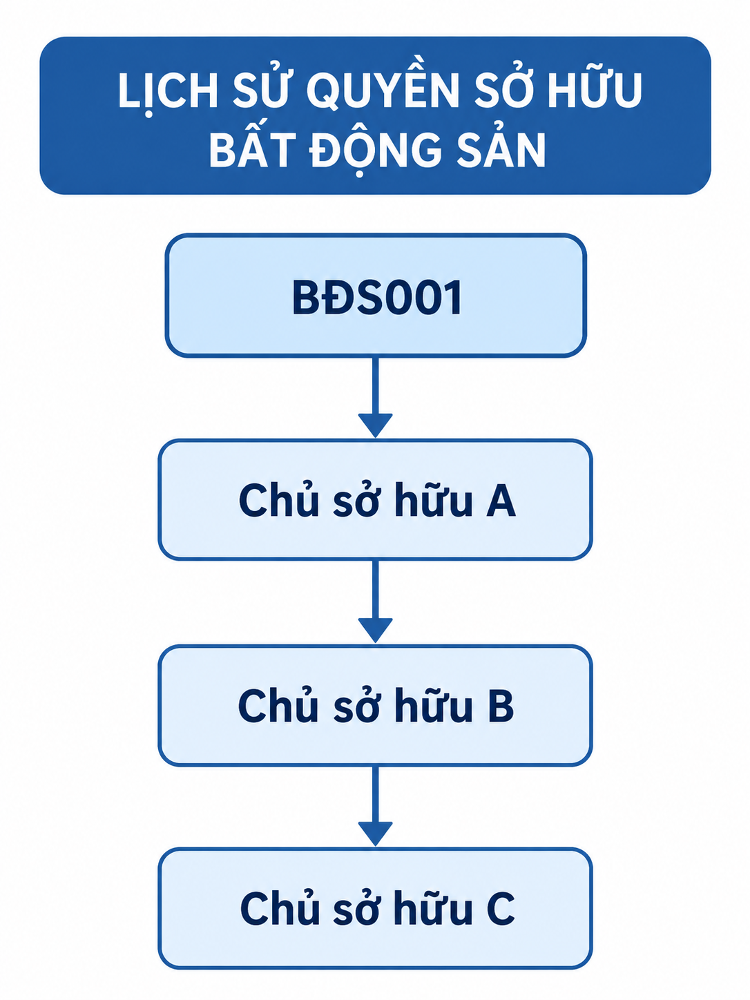 LỊCH SỬ QUYỀN SỞ HỮU
BẤT ĐỘNG SẢN
BĐS001
Chủ sở hữu A
Chủ sở hữu B
Chủ sở hữu C